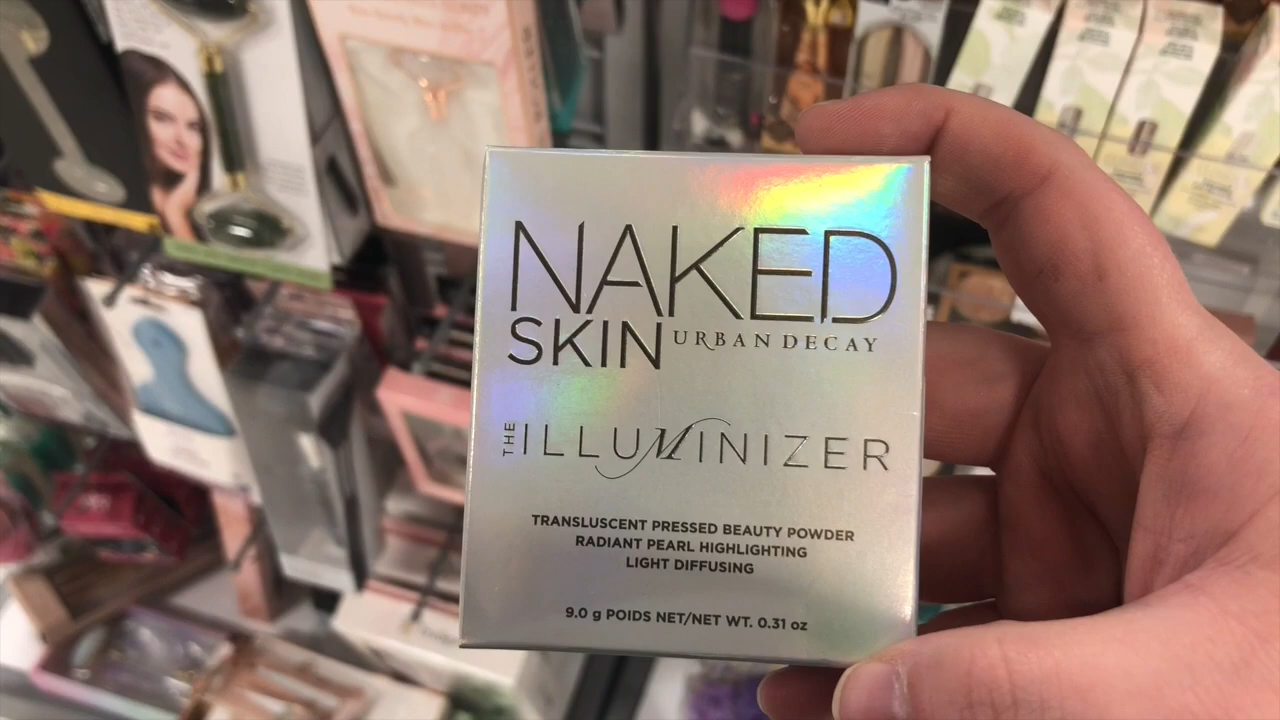 NAKED
SKIN URBAN DECAY
THE ILLUMINIZER
TRANSLUSCENT PRESSED BEAUTY POWDER
RADIANT PEARL HIGHLIGHTING
LIGHT DIFFUSING
9.0 g POIDS NET/NET WT. 0.31 oz